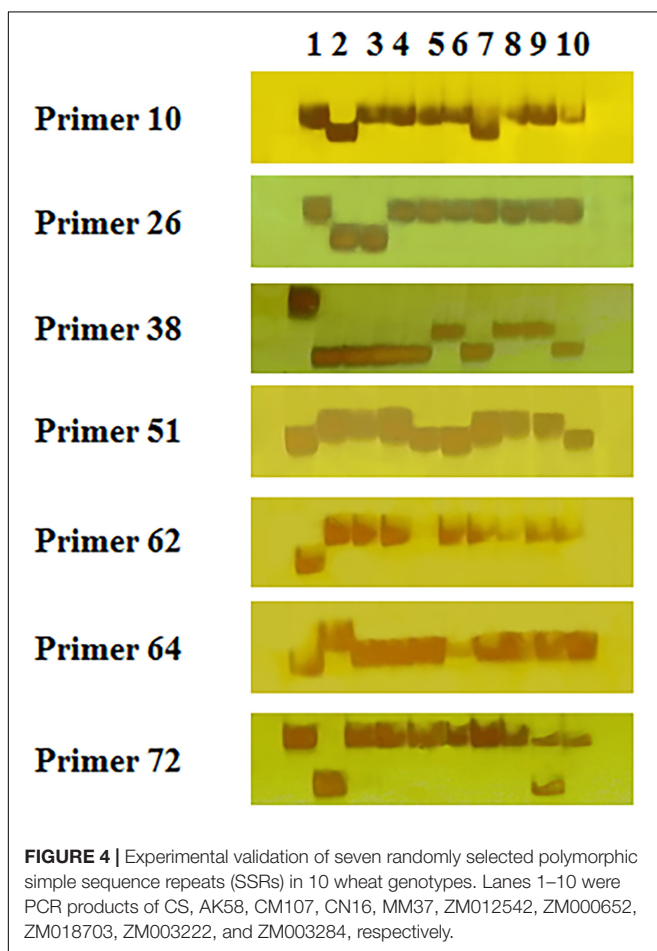 1 2 3 4 5 6 7 8 9 10
Primer 10
Primer 26
Primer 38
Primer 51
Primer 62
Primer 64
Primer 72
FIGURE 4 | Experimental validation of seven randomly selected polymorphic
simple sequence repeats (SSRs) in 10 wheat genotypes. Lanes 1–10 were
PCR products of CS, AK58, CM107, CN16, MM37, ZM012542, ZM000652,
ZM018703, ZM003222, and ZM003284, respectively.